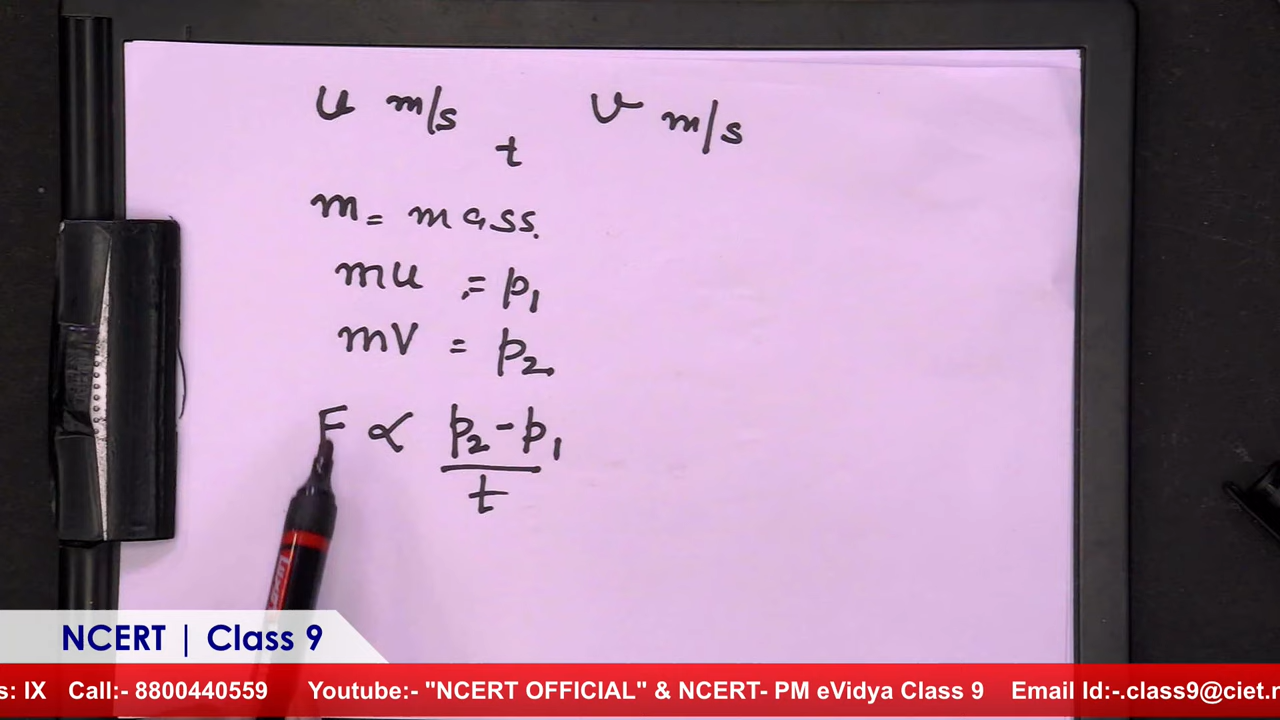 u m/s v m/s
t
m = mass.
mu = p₁
mv = p₂
F ∝ p₂ - p₁
t
NCERT | Class 9
s: IX Call:- 8800440559 Youtube:- "NCERT OFFICIAL" & NCERT- PM eVidya Class 9 Email Id:-.class9@ciet.